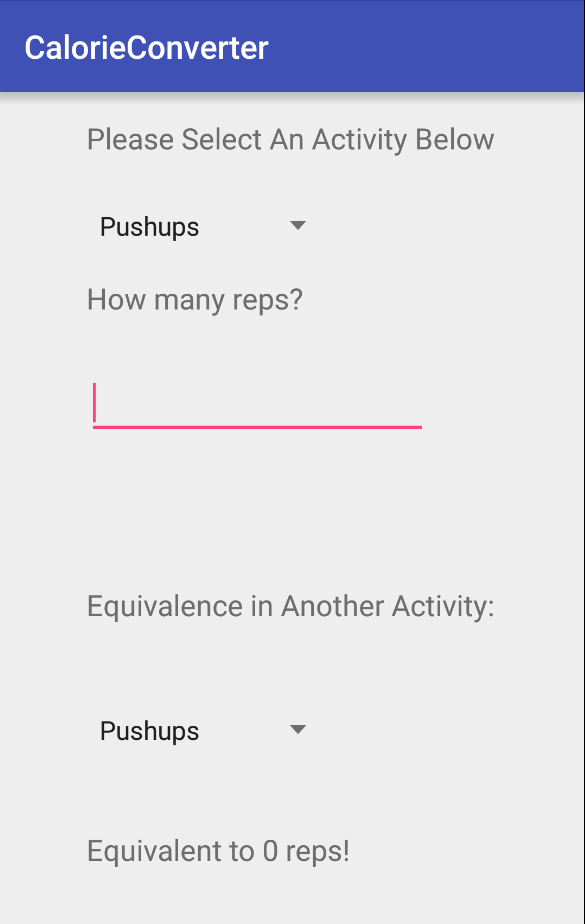 CalorieConverter
Please Select An Activity Below
Pushups
How many reps?
Equivalence in Another Activity:
Pushups
Equivalent to 0 reps!